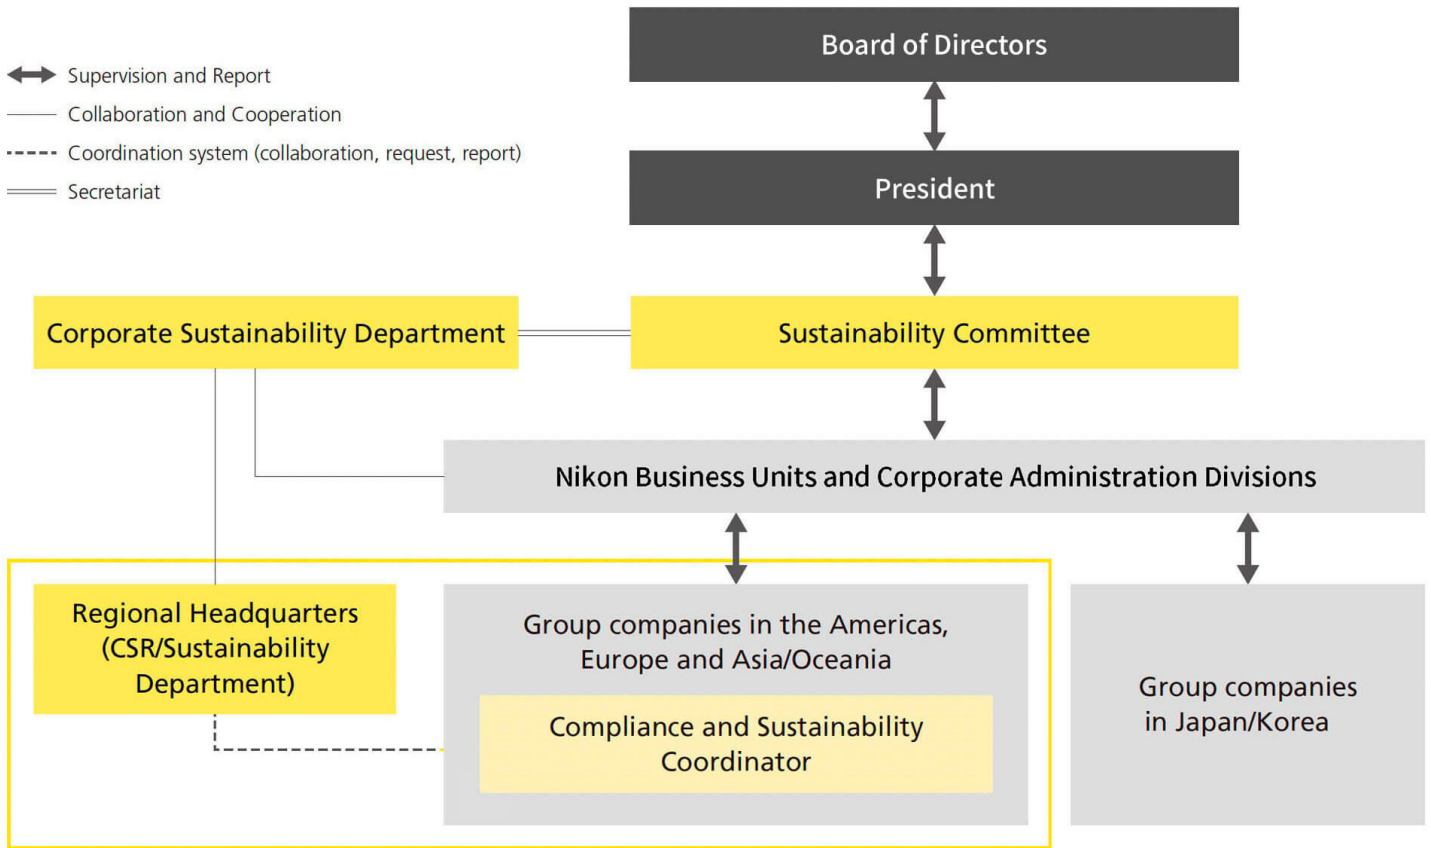 Board of Directors
Supervision and Report
Collaboration and Cooperation
Coordination system (collaboration, request, report)
Secretariat
President
Corporate Sustainability Department
Sustainability Committee
Nikon Business Units and Corporate Administration Divisions
Regional Headquarters
(CSR/Sustainability
Department)
Group companies in the Americas,
Europe and Asia/Oceania
Compliance and Sustainability
Coordinator
Group companies
in Japan/Korea